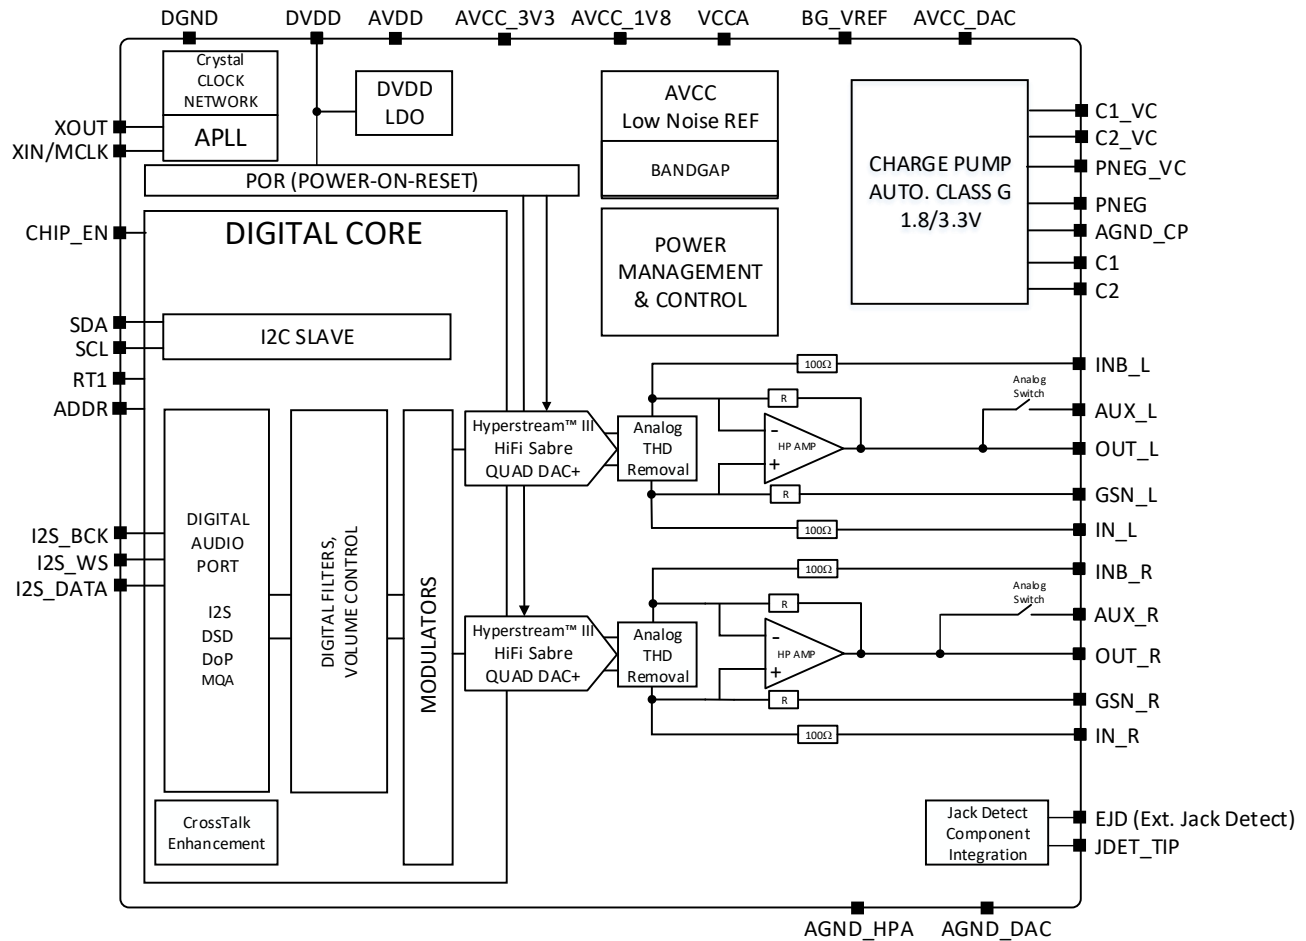 DGND
DVDD
AVDD
AVCC_3V3
AVCC_1V8
VCCA
BG_VREF
AVCC_DAC
Crystal
CLOCK
NETWORK
APLL
XOUT
XIN/MCLK
DVDD
LDO
POR (POWER-ON-RESET)
AVCC
Low Noise REF
BANDGAP
POWER
MANAGEMENT
& CONTROL
CHARGE PUMP
AUTO. CLASS G
1.8/3.3V
C1_VC
C2_VC
PNEG_VC
PNEG
AGND_CP
C1
C2
CHIP_EN
DIGITAL CORE
SDA
SCL
I2C SLAVE
RT1
ADDR
I2S_BCK
I2S_WS
I2S_DATA
DIGITAL
AUDIO
PORT
I2S
DSD
DoP
MQA
DIGITAL FILTERS,
VOLUME CONTROL
MODULATORS
CrossTalk
Enhancement
Hyperstream™ III
HiFi Sabre
QUAD DAC+
Analog
THD
Removal
100Ω
R
HP AMP
−
+
R
100Ω
Analog
Switch
INB_L
AUX_L
OUT_L
GSN_L
IN_L
Hyperstream™ III
HiFi Sabre
QUAD DAC+
Analog
THD
Removal
100Ω
R
HP AMP
−
+
R
100Ω
Analog
Switch
INB_R
AUX_R
OUT_R
GSN_R
IN_R
Jack Detect
Component
Integration
EJD (Ext. Jack Detect)
JDET_TIP
AGND_HPA
AGND_DAC